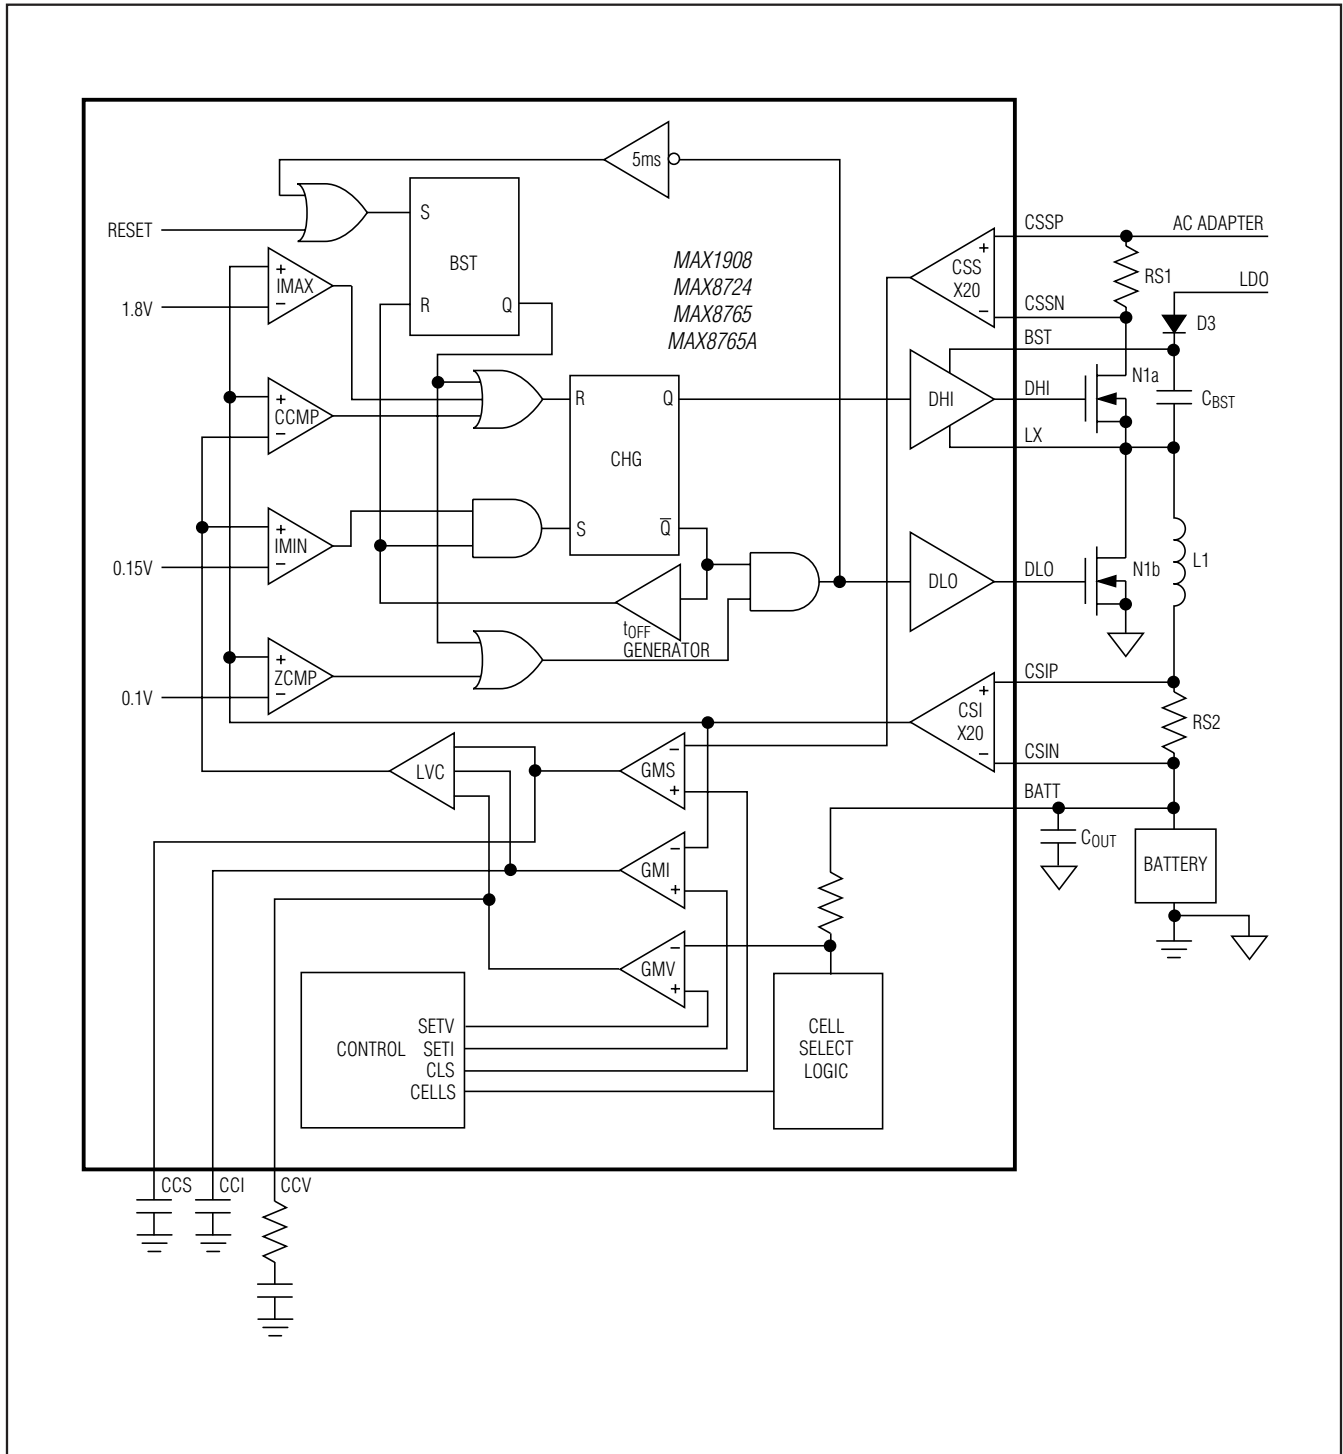 5ms
RESET
S
BST
R
Q
MAX1908
MAX8724
MAX8765
MAX8765A
+
IMAX
−
1.8V
CSSP
AC ADAPTER
+
CSS
X20
−
RS1
LDO
CSSN
D3
BST
+
CCMP
−
R
Q
CHG
S
Q̅
DHI
DHI
N1a
CBST
LX
+
IMIN
−
0.15V
tOFF
GENERATOR
DLO
DLO
N1b
L1
+
ZCMP
−
0.1V
CSIP
+
CSI
X20
−
RS2
CSIN
LVC
−
GMS
+
BATT
COUT
BATTERY
−
GMI
+
−
GMV
+
CONTROL
SETV
SETI
CLS
CELLS
CELL
SELECT
LOGIC
CCS
CCI
CCV